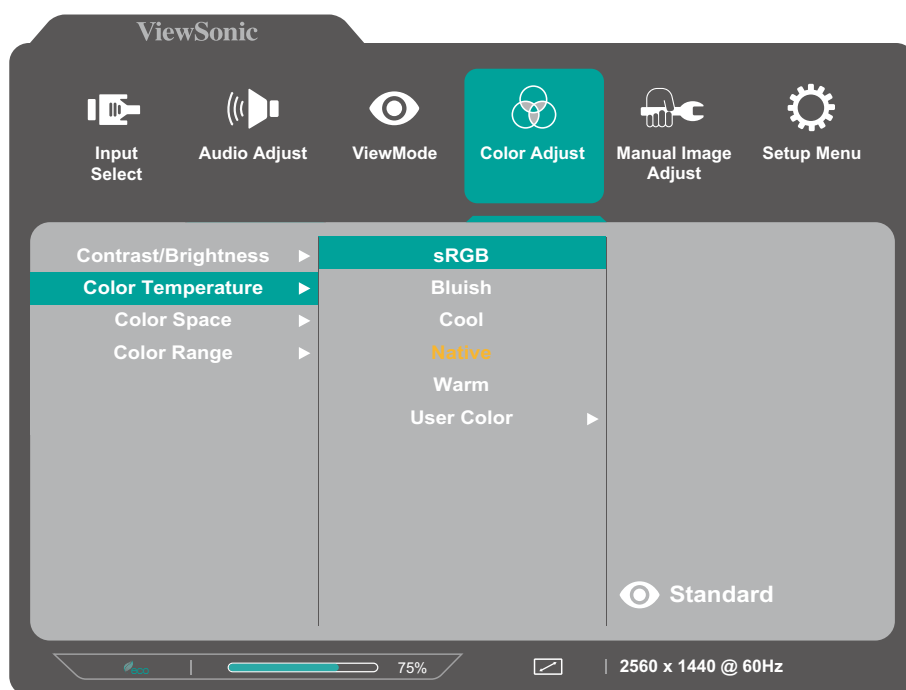 ViewSonic
Input
Select
Audio Adjust
ViewMode
Color Adjust
Manual Image
Adjust
Setup Menu
Contrast/Brightness
Color Temperature
Color Space
Color Range
sRGB
Bluish
Cool
Native
Warm
User Color
Standard
eco
75%
2560 x 1440 @ 60Hz